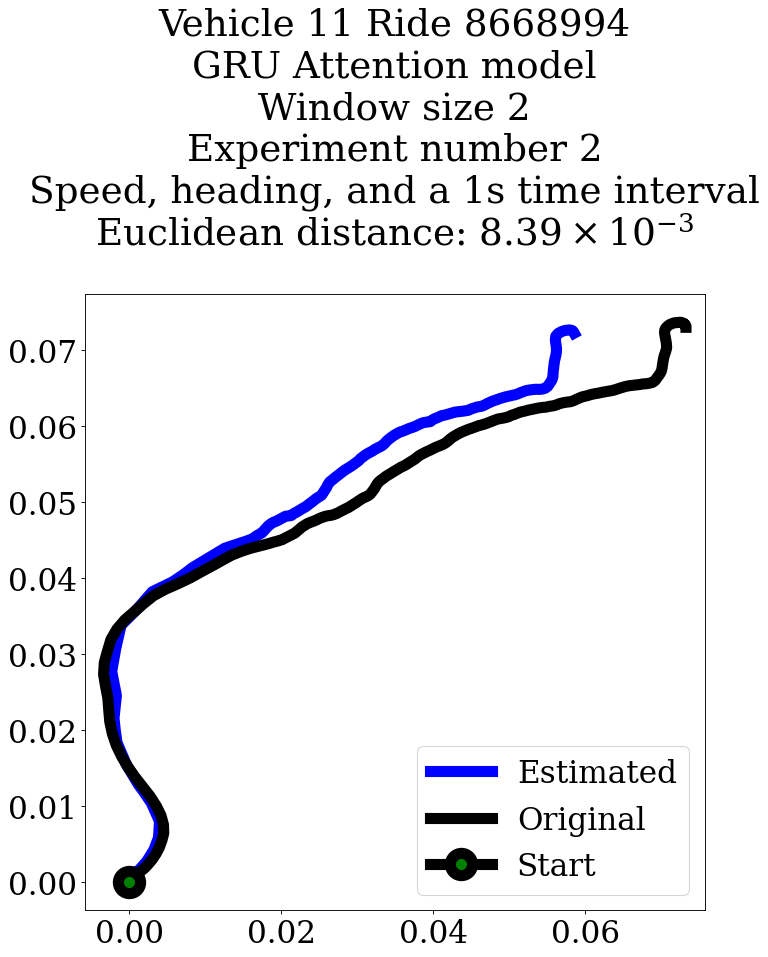 Vehicle 11 Ride 8668994
GRU Attention model
Window size 2
Experiment number 2
Speed, heading, and a 1s time interval
Euclidean distance: 8.39 × 10⁻³
0.07
0.06
0.05
0.04
0.03
0.02
0.01
0.00
Estimated
Original
Start
0.00 0.02 0.04 0.06